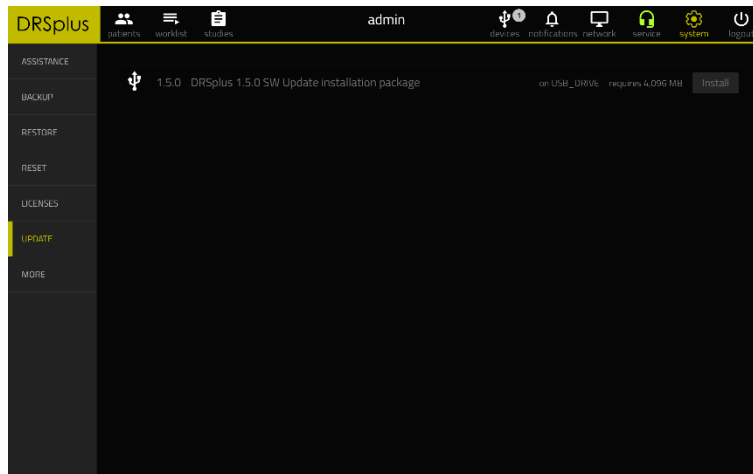 DRSplus
patients worklist studies
admin
1
devices notifications network service system logout
ASSISTANCE
BACKUP
RESTORE
RESET
LICENSES
UPDATE
MORE
1.5.0 DRSplus 1.5.0 SW Update installation package on USB_DRIVE requires 4,096 MB Install